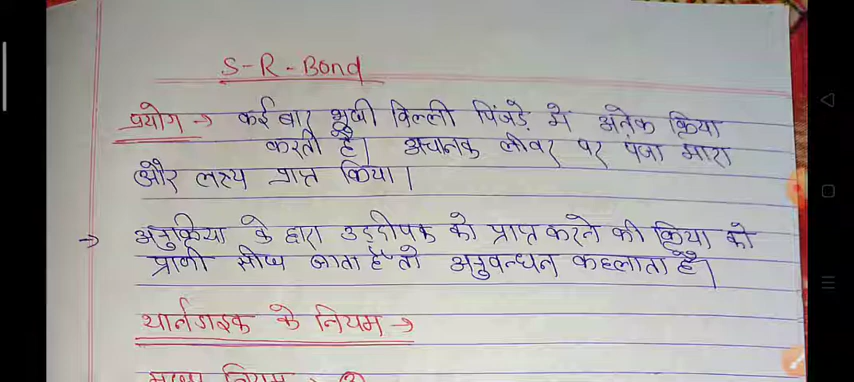 S-R-Bond
प्रयोग → कई बार भूखी बिल्ली पिंजड़े में अनेक क्रिया
करती है। अचानक लीवर पर पंजा मारा
और लक्ष्य प्राप्त किया।
→ अनुक्रिया के द्वारा उद्दीपक को प्राप्त करने की क्रिया को
प्राणी सीख जाता है तो अनुबन्धन कहलाता है।
थार्नडाइक के नियम →